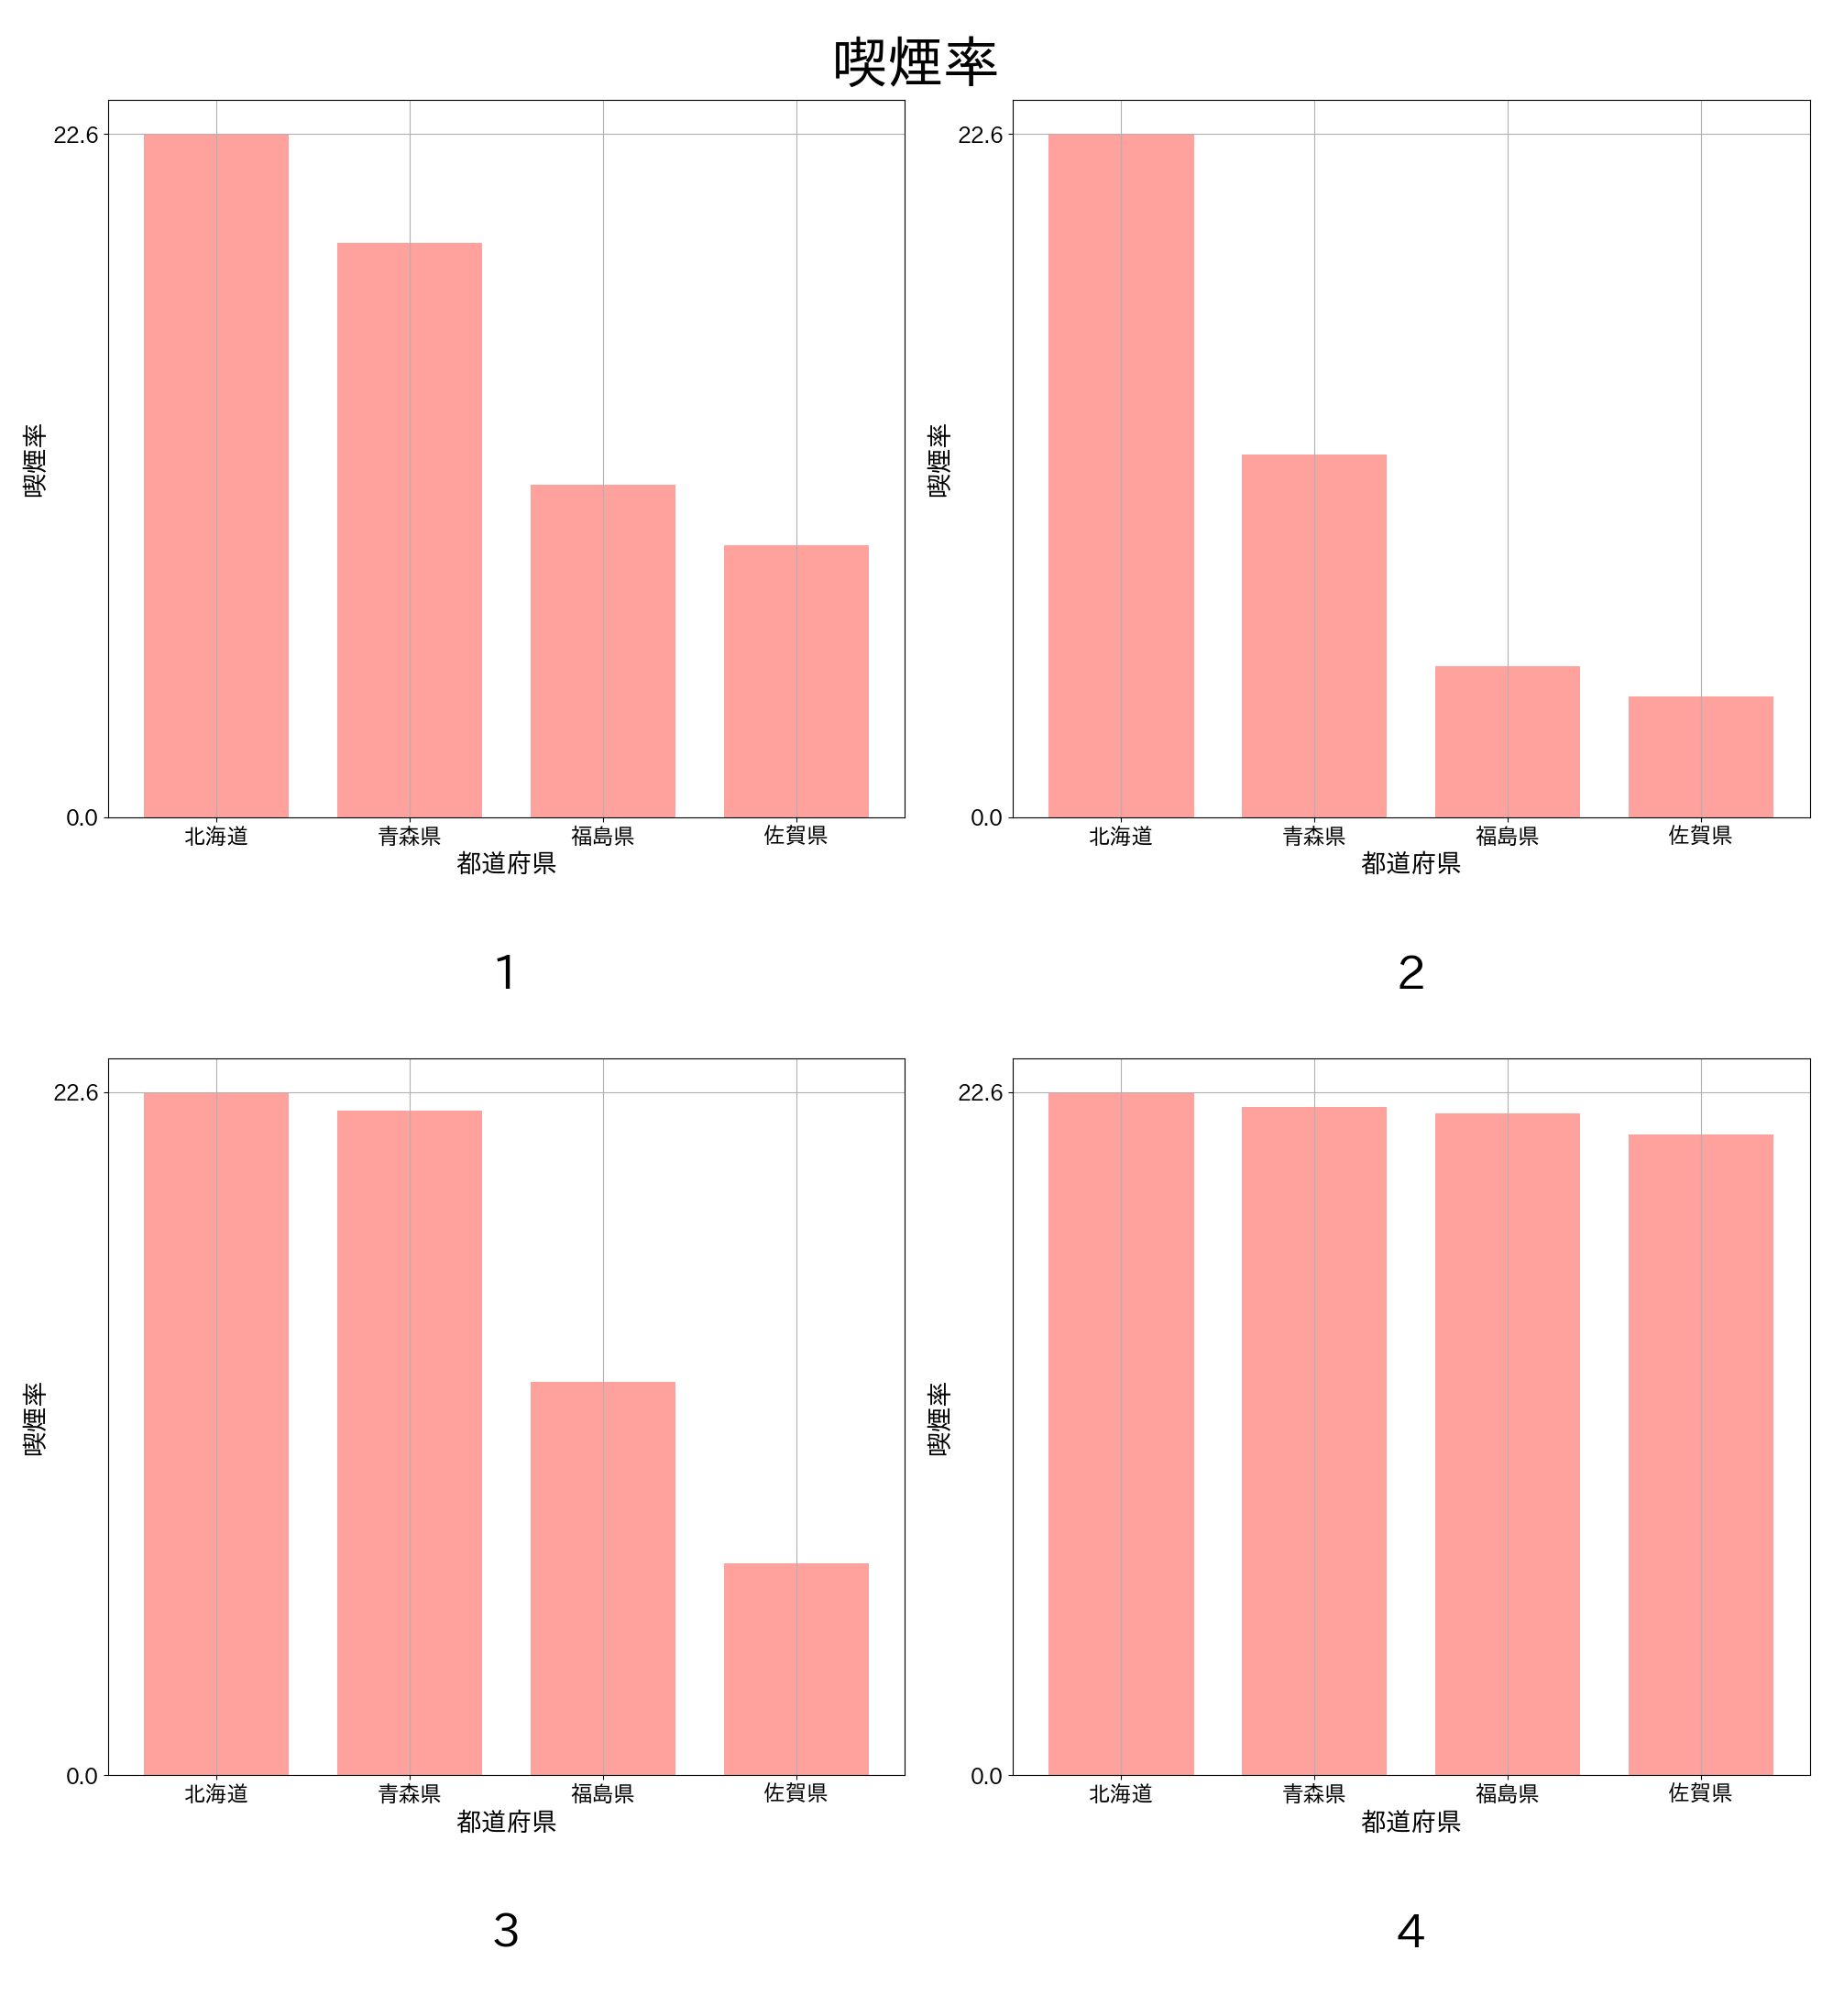 喫煙率
22.6
0.0
喫煙率
北海道 青森県 福島県 佐賀県
都道府県
1
22.6
0.0
喫煙率
北海道 青森県 福島県 佐賀県
都道府県
2
22.6
0.0
喫煙率
北海道 青森県 福島県 佐賀県
都道府県
3
22.6
0.0
喫煙率
北海道 青森県 福島県 佐賀県
都道府県
4